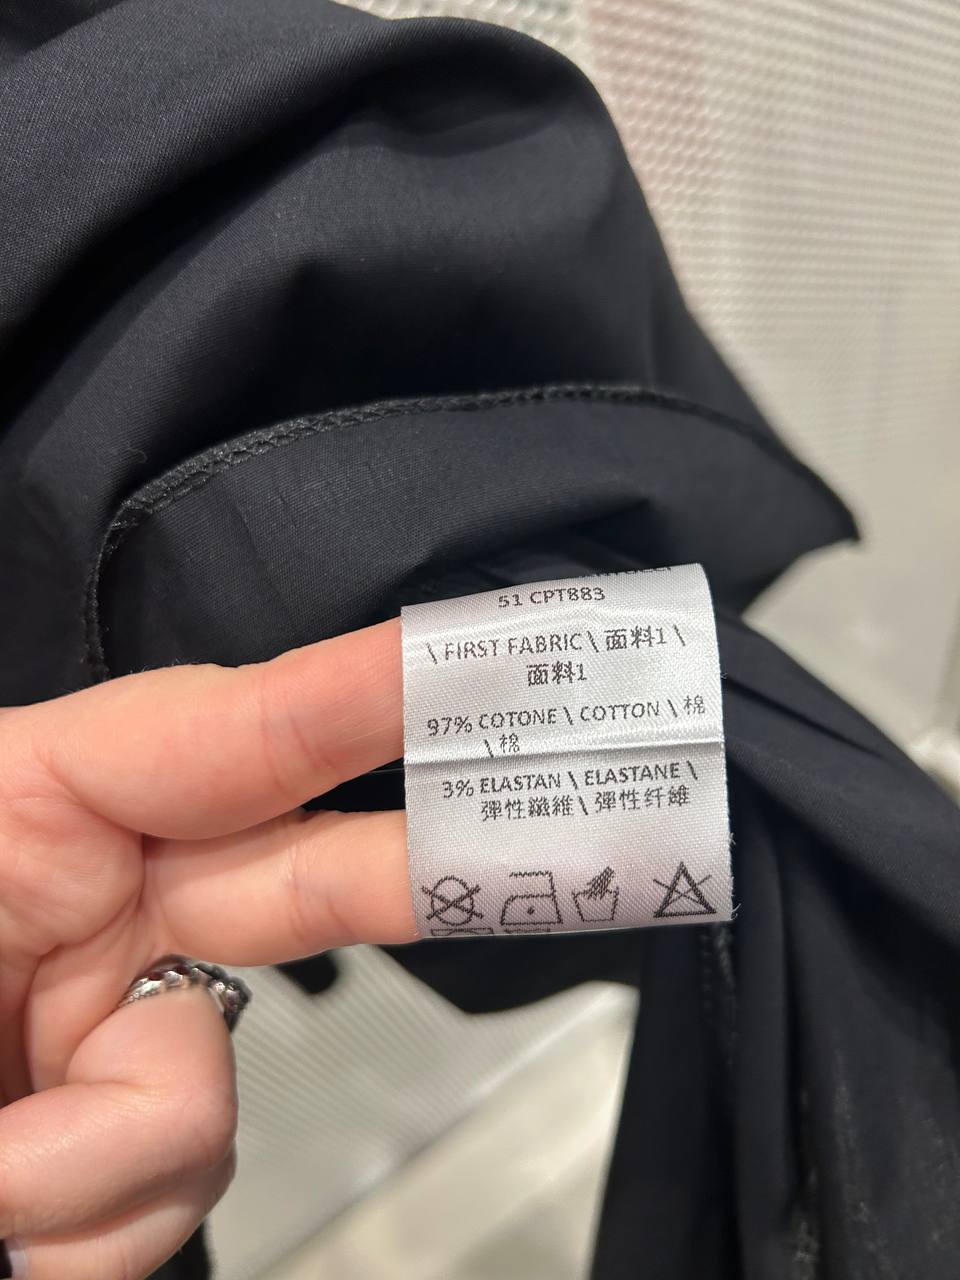 51 CPT883
\ FIRST FABRIC \ 面料1 \
面料1
97% COTONE \ COTTON \ 棉
\ 棉
3% ELASTAN \ ELASTANE \
彈性纖維 \ 弹性纤维